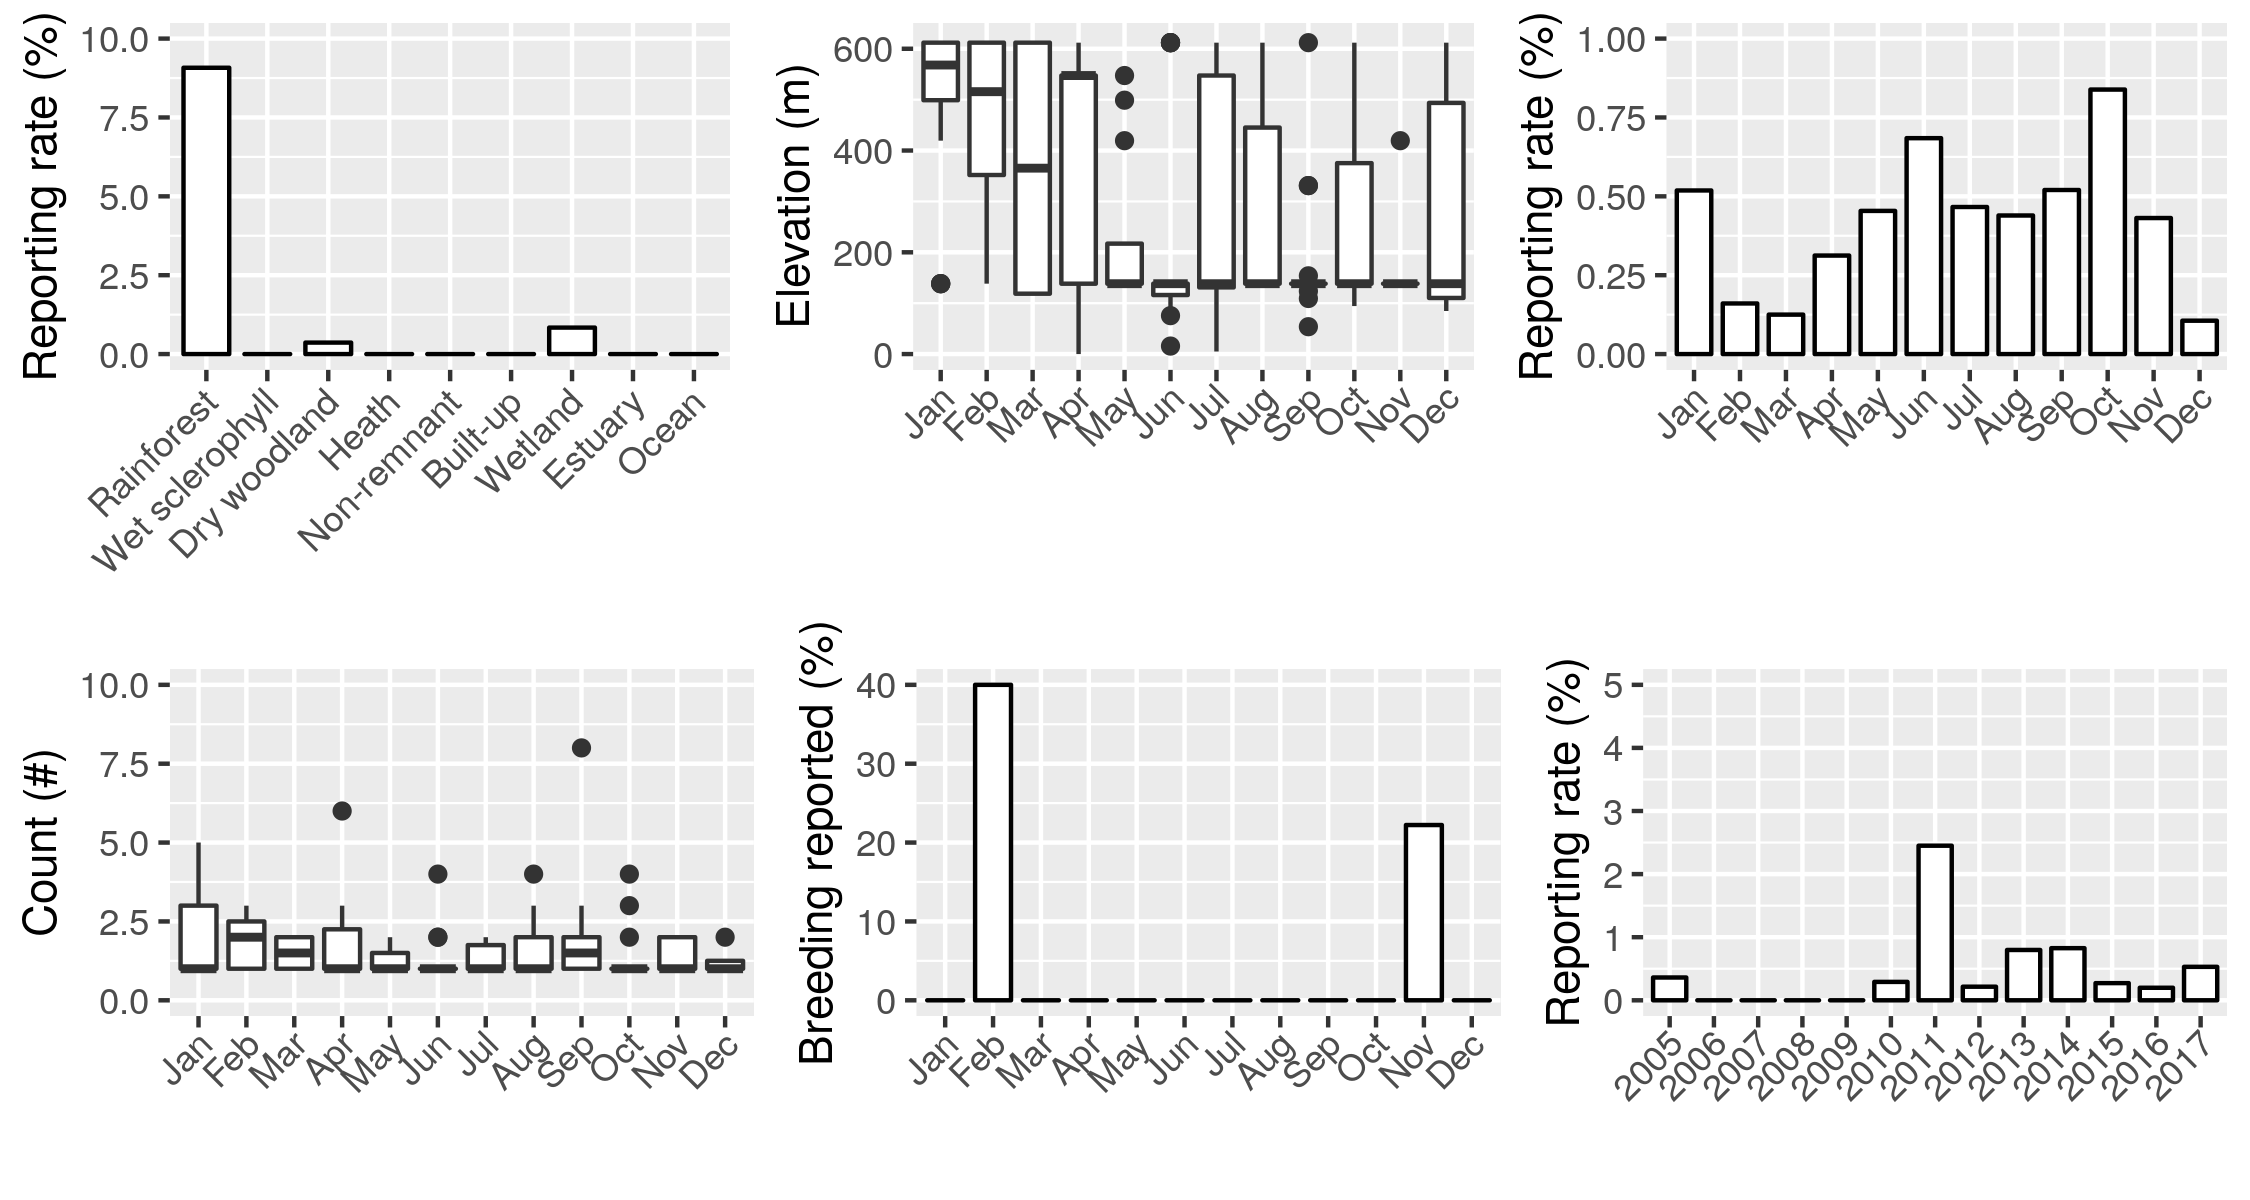 Reporting rate (%)
10.0
7.5
5.0
2.5
0.0
Rainforest
Wet sclerophyll
Dry woodland
Heath
Non-remnant
Built-up
Wetland
Estuary
Ocean
Elevation (m)
600
400
200
0
Jan
Feb
Mar
Apr
May
Jun
Jul
Aug
Sep
Oct
Nov
Dec
Reporting rate (%)
1.00
0.75
0.50
0.25
0.00
Jan
Feb
Mar
Apr
May
Jun
Jul
Aug
Sep
Oct
Nov
Dec
Count (#)
10.0
7.5
5.0
2.5
0.0
Jan
Feb
Mar
Apr
May
Jun
Jul
Aug
Sep
Oct
Nov
Dec
Breeding reported (%)
40
30
20
10
0
Jan
Feb
Mar
Apr
May
Jun
Jul
Aug
Sep
Oct
Nov
Dec
Reporting rate (%)
5
4
3
2
1
0
2005
2006
2007
2008
2009
2010
2011
2012
2013
2014
2015
2016
2017